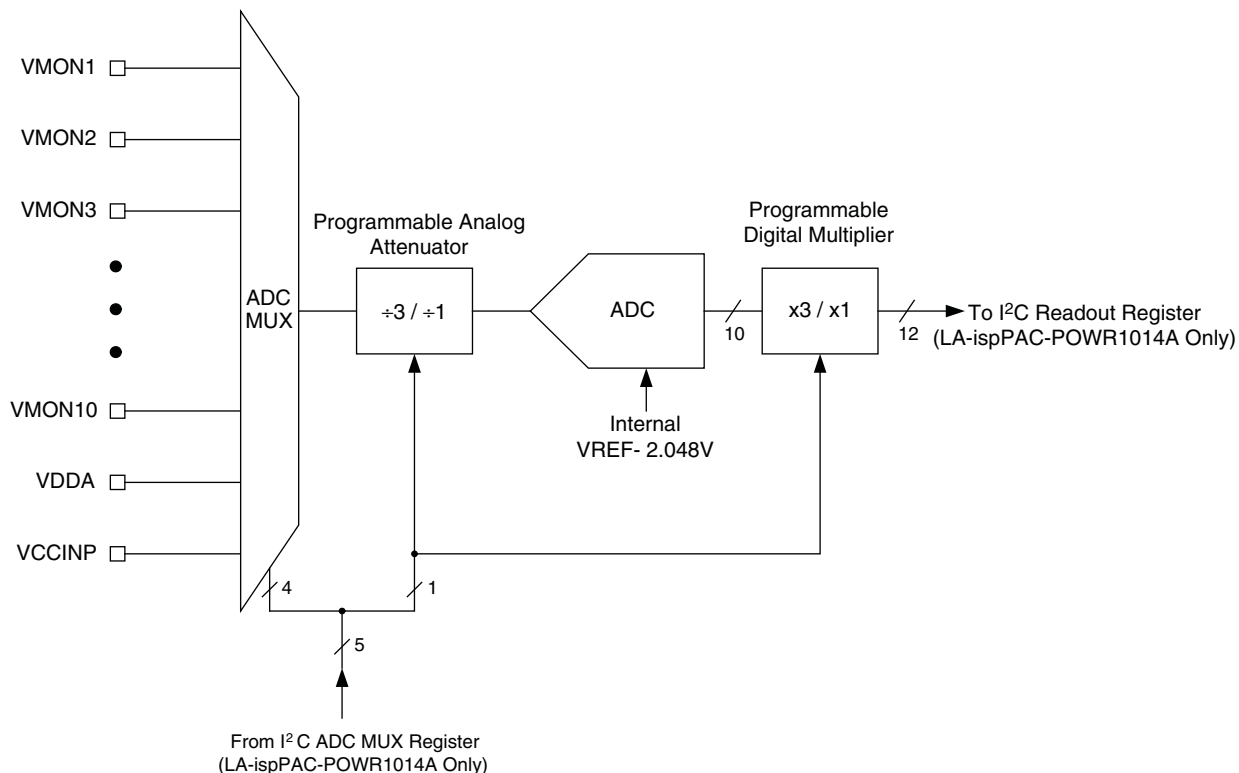 VMON1
VMON2
VMON3
VMON10
VDDA
VCCINP
ADC
MUX
Programmable Analog
Attenuator
÷3 / ÷1
ADC
Internal
VREF- 2.048V
10
Programmable
Digital Multiplier
x3 / x1
12
To I²C Readout Register
(LA-ispPAC-POWR1014A Only)
4
1
5
From I² C ADC MUX Register
(LA-ispPAC-POWR1014A Only)